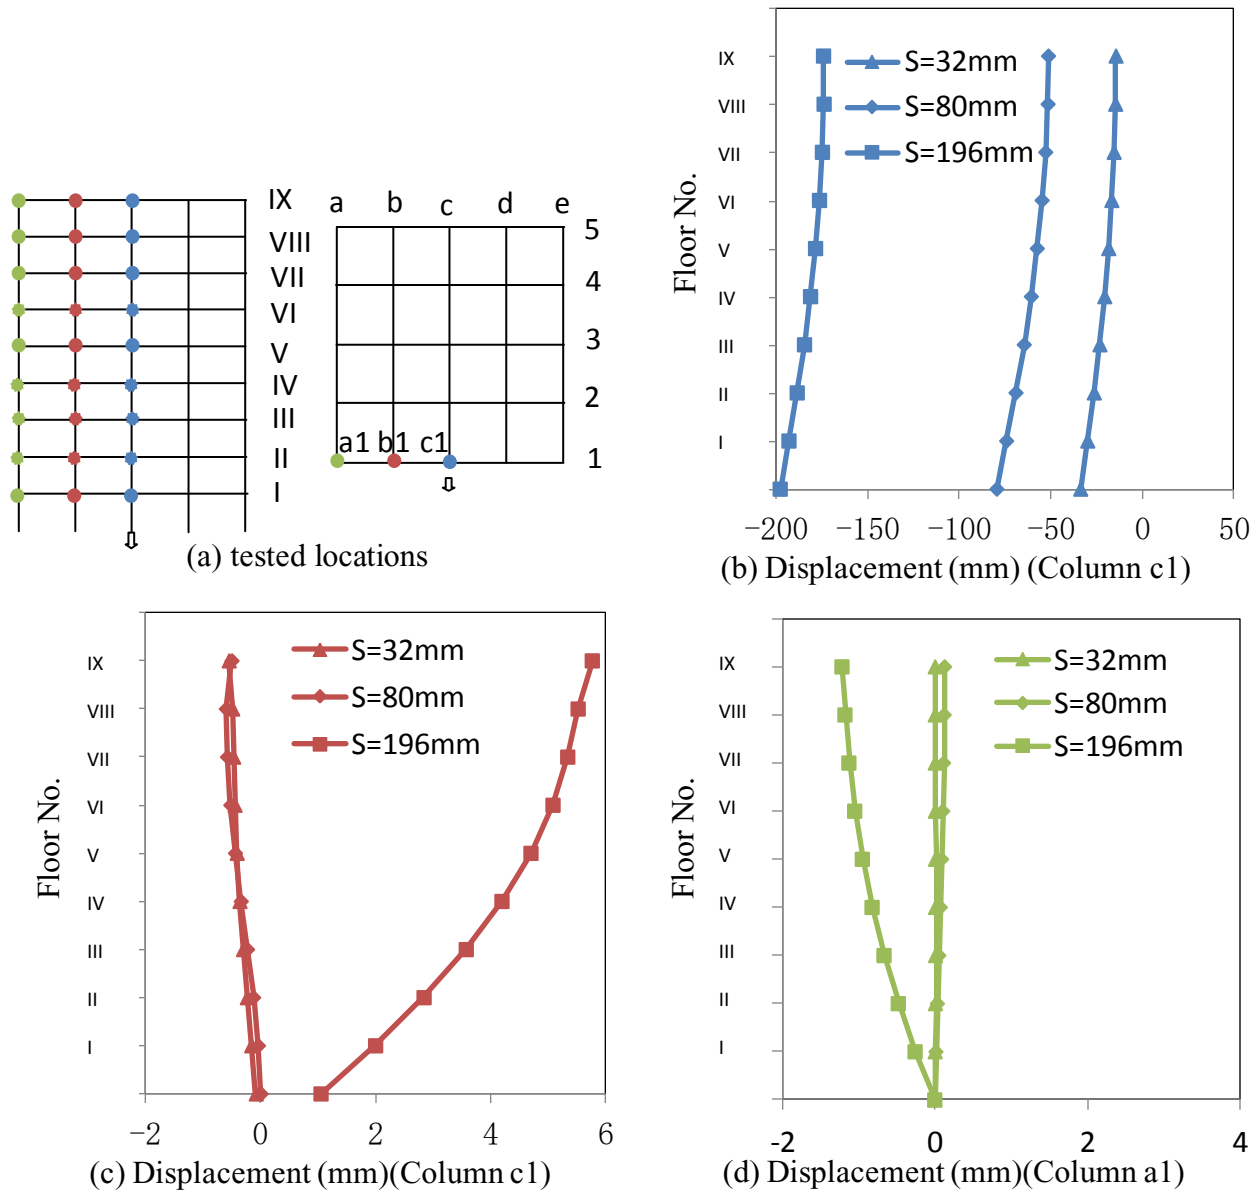 IX
VIII
VII
VI
V
IV
III
II
I
a b c d e
5
4
3
2
1
a1 b1 c1
(a) tested locations
Floor No.
IX
VIII
VII
VI
V
IV
III
II
I
S=32mm
S=80mm
S=196mm
−200 −150 −100 −50 0 50
(b) Displacement (mm) (Column c1)
Floor No.
IX
VIII
VII
VI
V
IV
III
II
I
S=32mm
S=80mm
S=196mm
−2 0 2 4 6
(c) Displacement (mm)(Column c1)
Floor No.
IX
VIII
VII
VI
V
IV
III
II
I
S=32mm
S=80mm
S=196mm
-2 0 2 4
(d) Displacement (mm)(Column a1)